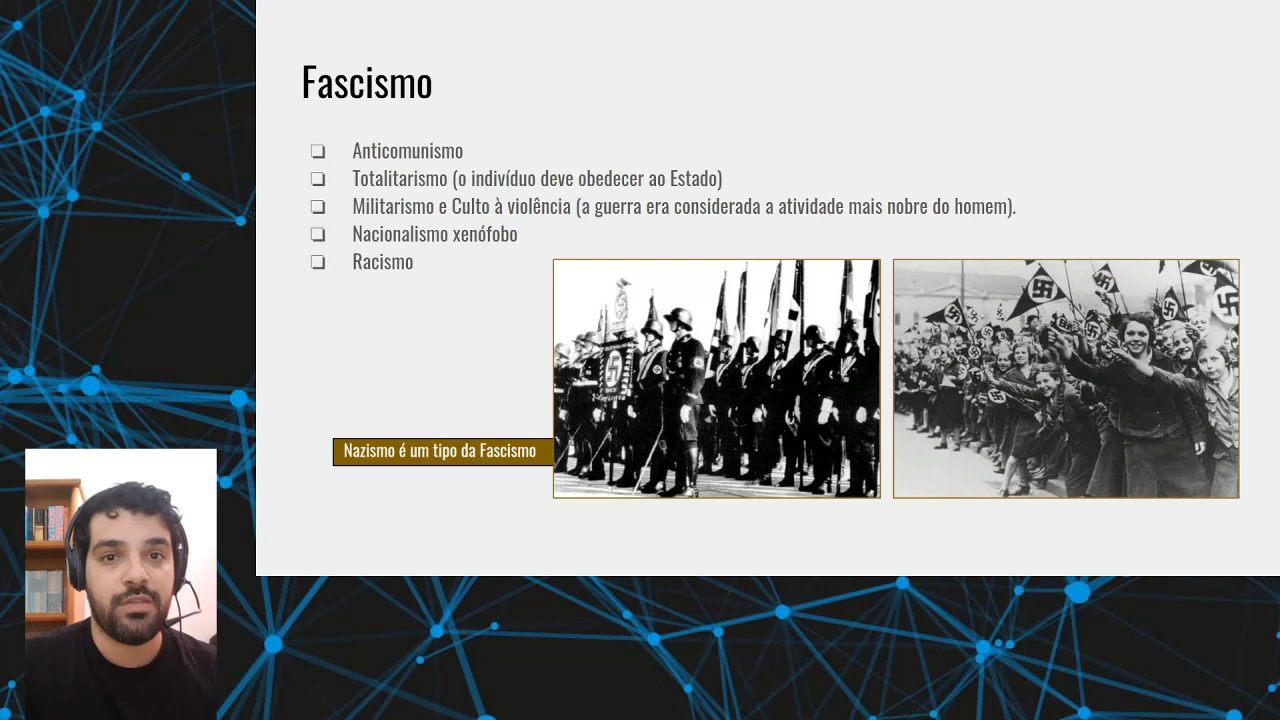 Fascismo
Anticomunismo
Totalitarismo (o indivíduo deve obedecer ao Estado)
Militarismo e Culto à violência (a guerra era considerada a atividade mais nobre do homem).
Nacionalismo xenófobo
Racismo
Nazismo é um tipo da Fascismo